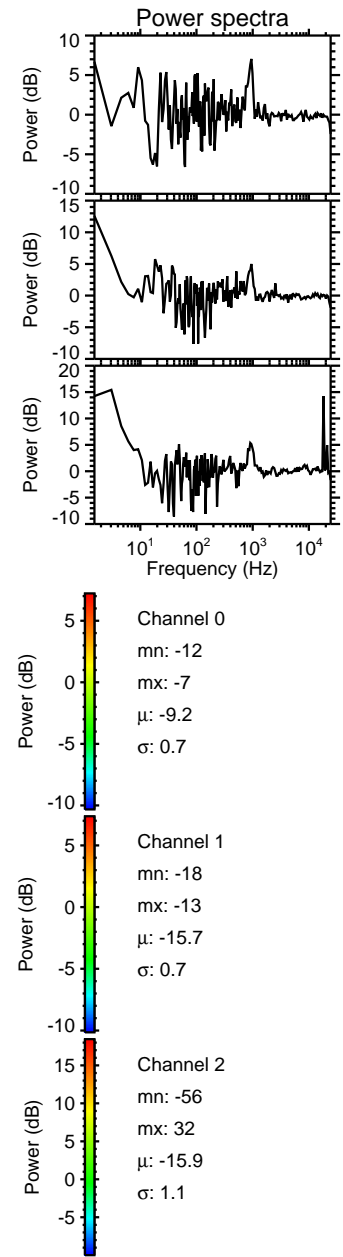 Power spectra
10
5
0
-5
-10
Power (dB)
15
10
5
0
-5
-10
Power (dB)
20
15
10
5
0
-5
-10
Power (dB)
10¹ 10² 10³ 10⁴
Frequency (Hz)
5
0
-5
-10
Power (dB)
Channel 0
mn: -12
mx: -7
μ: -9.2
σ: 0.7
5
0
-5
-10
Power (dB)
Channel 1
mn: -18
mx: -13
μ: -15.7
σ: 0.7
15
10
5
0
-5
Power (dB)
Channel 2
mn: -56
mx: 32
μ: -15.9
σ: 1.1